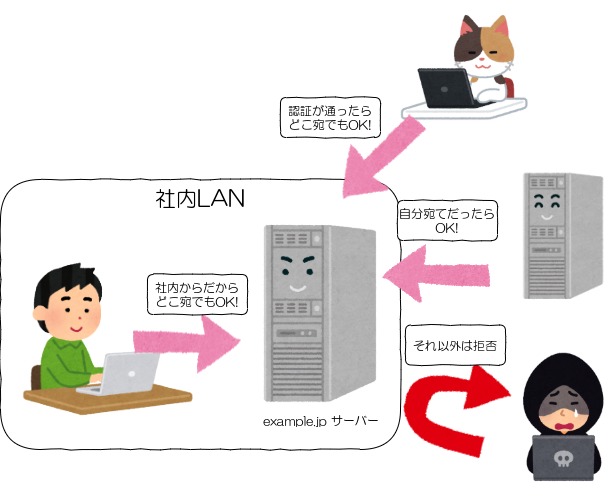 認証が通ったら
どこ宛でもOK!
社内LAN
自分宛てだったら
OK!
社内からだから
どこ宛でもOK!
それ以外は拒否
example.jp サーバー